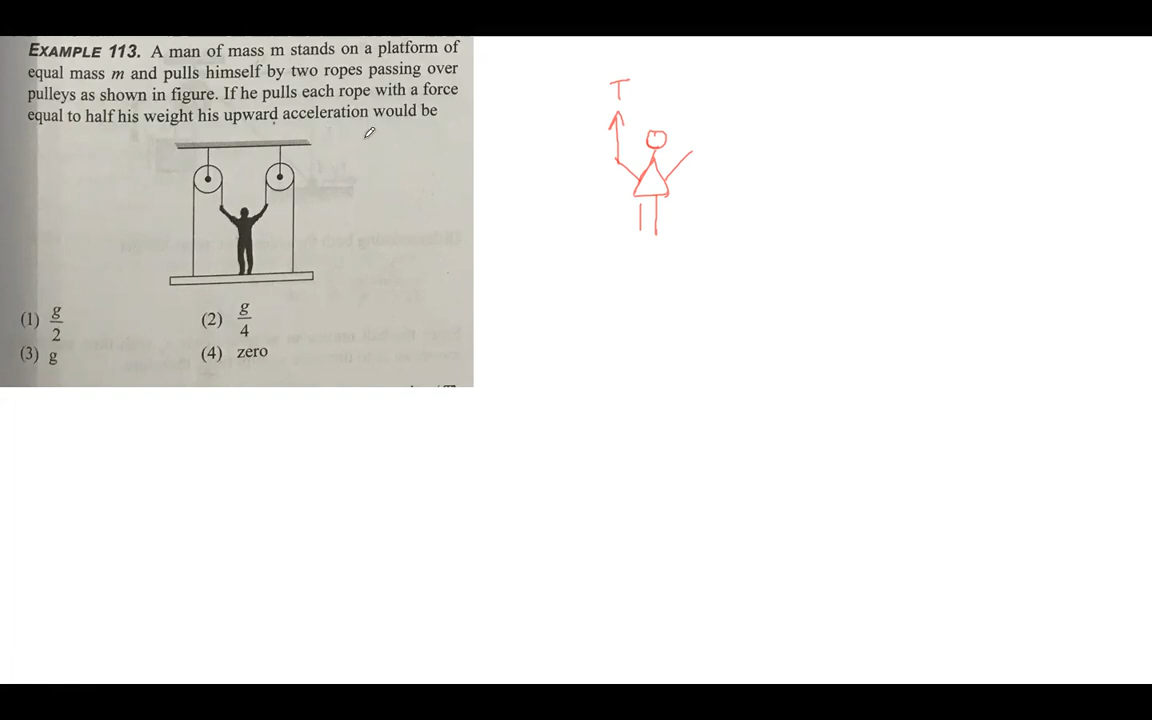 EXAMPLE 113. A man of mass m stands on a platform of
equal mass m and pulls himself by two ropes passing over
pulleys as shown in figure. If he pulls each rope with a force
equal to half his weight his upward acceleration would be
(1) g/2 (2) g/4
(3) g (4) zero
T